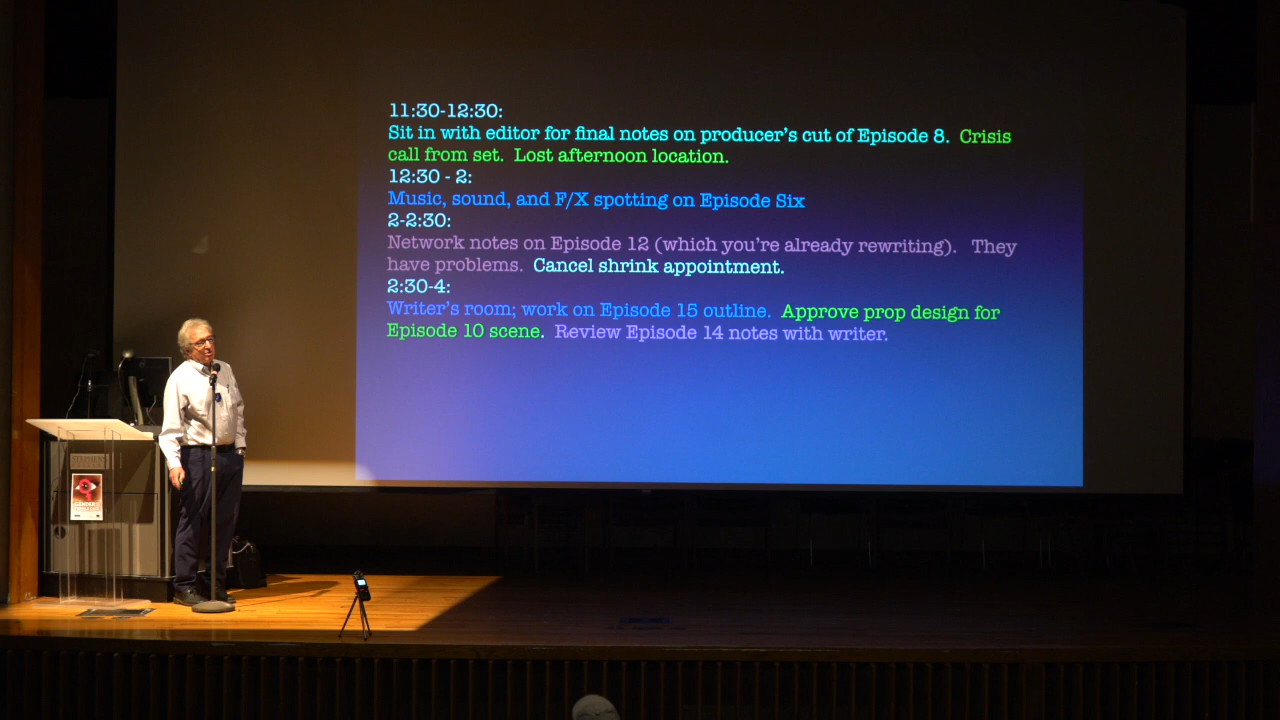 11:30-12:30:
Sit in with editor for final notes on producer's cut of Episode 8.  Crisis
call from set.  Lost afternoon location.
12:30 - 2:
Music, sound, and F/X spotting on Episode Six
2-2:30:
Network notes on Episode 12 (which you're already rewriting).   They
have problems.  Cancel shrink appointment.
2:30-4:
Writer's room; work on Episode 15 outline.  Approve prop design for
Episode 10 scene.  Review Episode 14 notes with writer.
STEPHENS